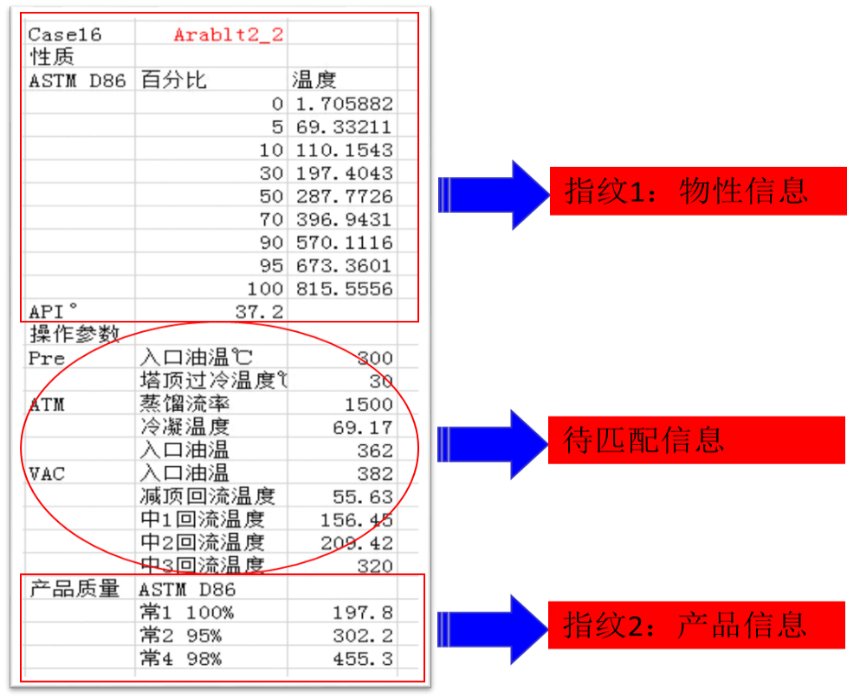 Case16 Arablt2_2
性质
ASTM D86 百分比 温度
0 1.705882
5 69.33211
10 110.1543
30 197.4043
50 287.7726
70 396.9431
90 570.1116
95 673.3601
100 815.5556
API° 37.2
指纹1：物性信息
操作参数
Pre 入口油温℃ 300
塔顶过冷温度℃ 30
ATM 蒸馏流率 1500
冷凝温度 69.17
入口油温 362
VAC 入口油温 382
减顶回流温度 55.63
中1回流温度 156.45
中2回流温度 209.42
中3回流温度 320
待匹配信息
产品质量 ASTM D86
常1 100% 197.8
常2 95% 302.2
常4 98% 455.3
指纹2：产品信息